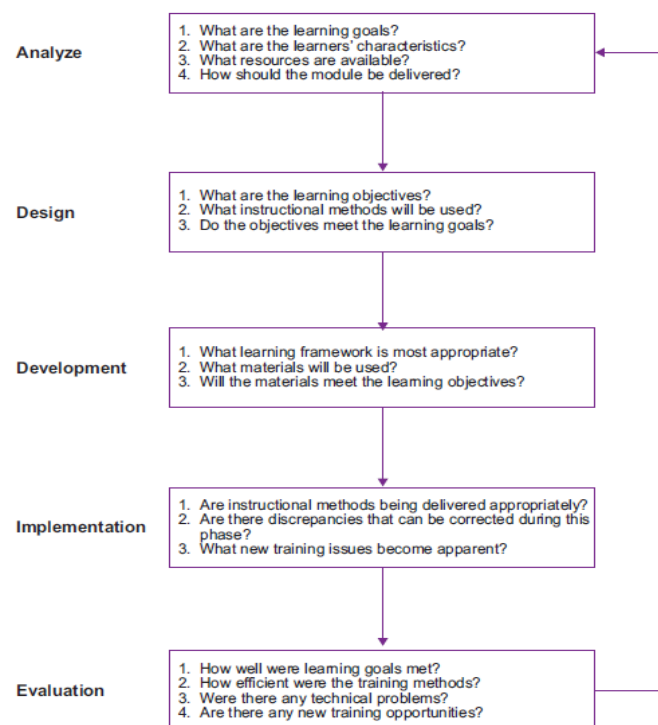 Analyze
1. What are the learning goals?
2. What are the learners' characteristics?
3. What resources are available?
4. How should the module be delivered?
Design
1. What are the learning objectives?
2. What instructional methods will be used?
3. Do the objectives meet the learning goals?
Development
1. What learning framework is most appropriate?
2. What materials will be used?
3. Will the materials meet the learning objectives?
Implementation
1. Are instructional methods being delivered appropriately?
2. Are there discrepancies that can be corrected during this
phase?
3. What new training issues become apparent?
Evaluation
1. How well were learning goals met?
2. How efficient were the training methods?
3. Were there any technical problems?
4. Are there any new training opportunities?